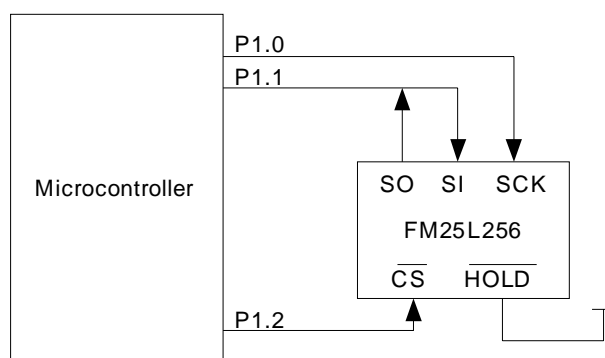 P1.0
P1.1
Microcontroller
SO SI SCK
FM25L256
CS HOLD
P1.2